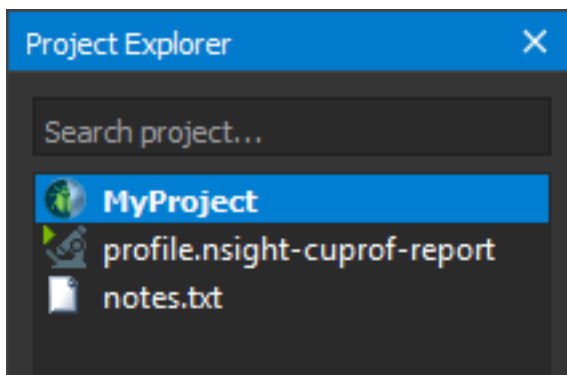 Project Explorer
Search project...
MyProject
profile.nsight-cuprof-report
notes.txt